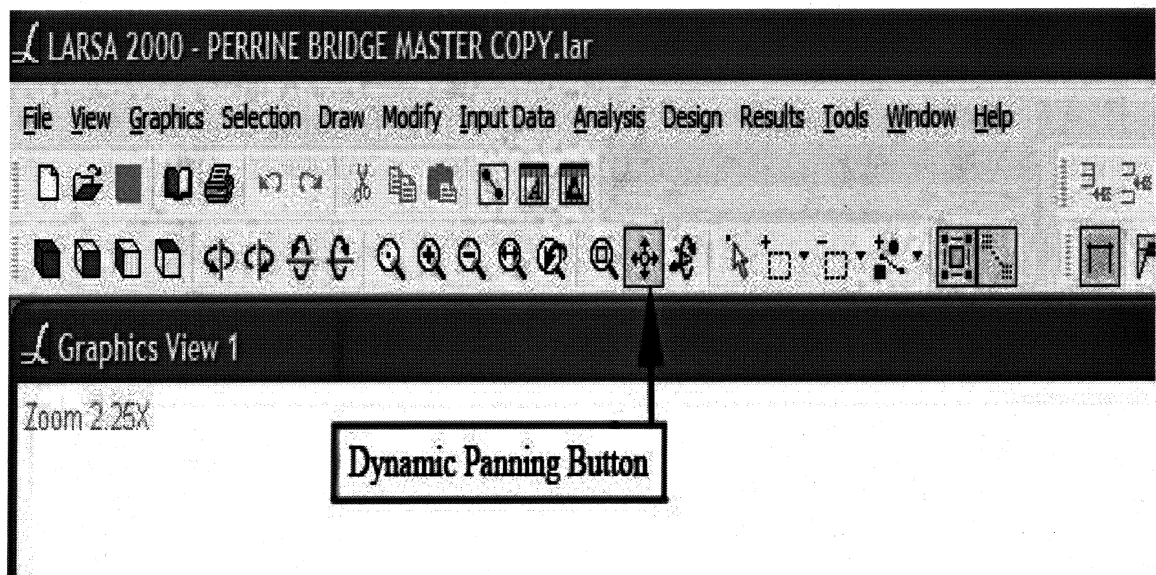 LARSA 2000 - PERRINE BRIDGE MASTER COPY.lar
File View Graphics Selection Draw Modify Input Data Analysis Design Results Tools Window Help
Graphics View 1
Zoom 2.25X
Dynamic Panning Button